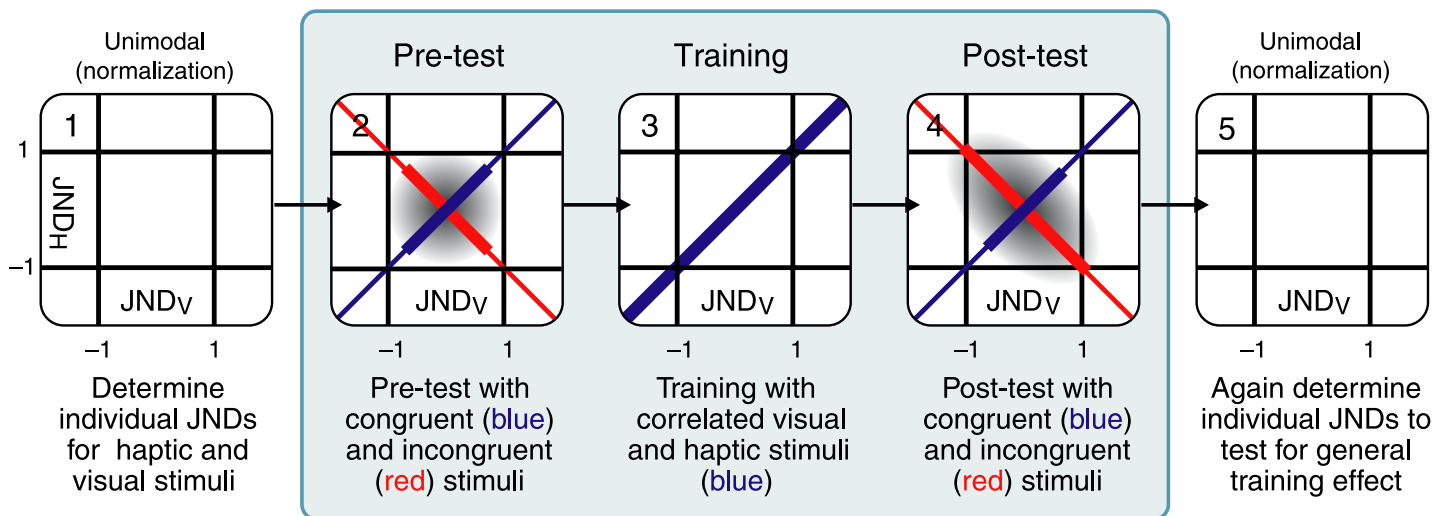 Unimodal
(normalization)
Pre-test
Training
Post-test
Unimodal
(normalization)
1
2
3
4
5
1
JNDH
–1
JNDV
JNDV
JNDV
JNDV
JNDV
–1 1
–1 1
–1 1
–1 1
–1 1
Determine
individual JNDs
for haptic and
visual stimuli
Pre-test with
congruent (blue)
and incongruent
(red) stimuli
Training with
correlated visual
and haptic stimuli
(blue)
Post-test with
congruent (blue)
and incongruent
(red) stimuli
Again determine
individual JNDs to
test for general
training effect